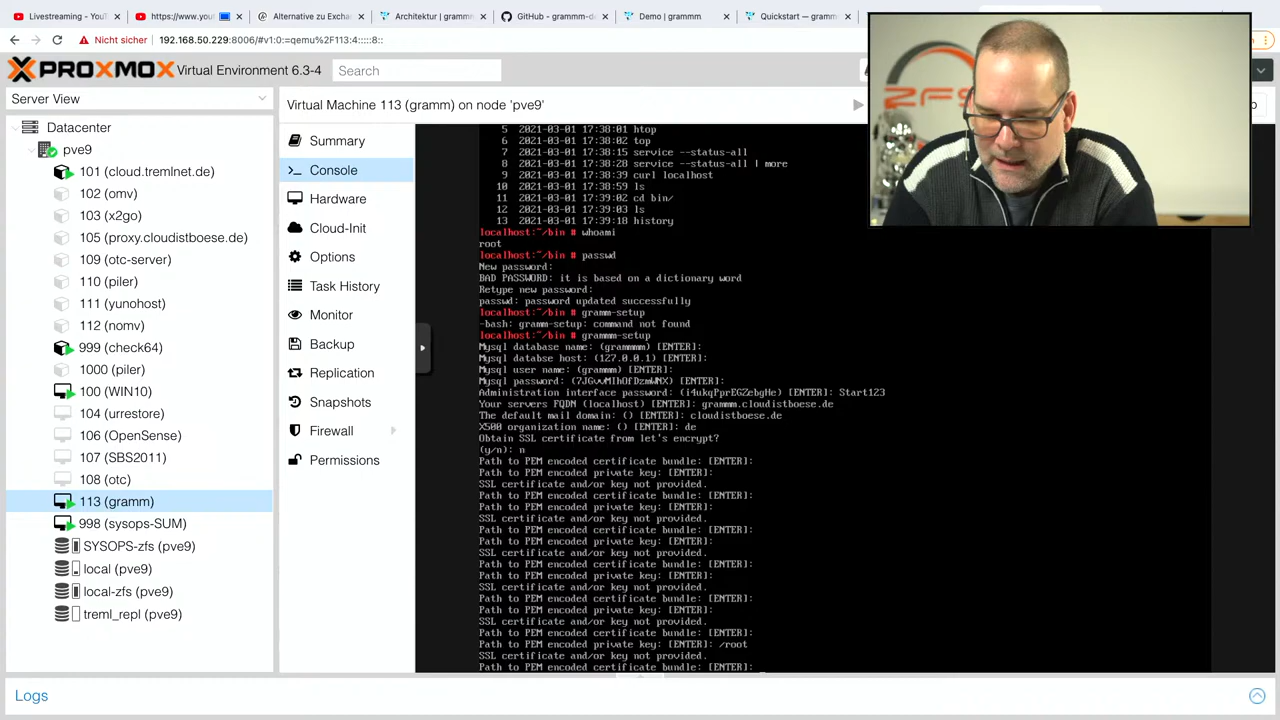 Livestreaming - YouT
https://www.yout
Alternative zu Excha
Architektur | gramm
GitHub - grammm-d
Demo | grammm
Quickstart — gramm
Nicht sicher
192.168.50.229:8006/#v1:0:=qemu%2F113:4:::::8::
PROXMOX Virtual Environment 6.3-4
Search
Server View
Virtual Machine 113 (gramm) on node 'pve9'
Datacenter
pve9
101 (cloud.tremlnet.de)
102 (omv)
103 (x2go)
105 (proxy.cloudistboese.de)
109 (otc-server)
110 (piler)
111 (yunohost)
112 (nomv)
999 (check64)
1000 (piler)
100 (WIN10)
104 (urrestore)
106 (OpenSense)
107 (SBS2011)
108 (otc)
113 (gramm)
998 (sysops-SUM)
SYSOPS-zfs (pve9)
local (pve9)
local-zfs (pve9)
treml_repl (pve9)
Summary
Console
Hardware
Cloud-Init
Options
Task History
Monitor
Backup
Replication
Snapshots
Firewall
Permissions
5 2021-03-01 17:38:01 htop
6 2021-03-01 17:38:02 top
7 2021-03-01 17:38:15 service --status-all
8 2021-03-01 17:38:28 service --status-all | more
9 2021-03-01 17:38:39 curl localhost
10 2021-03-01 17:38:59 ls
11 2021-03-01 17:39:02 cd bin/
12 2021-03-01 17:39:03 ls
13 2021-03-01 17:39:18 history
localhost:~/bin # whoami
root
localhost:~/bin # passwd
New password:
BAD PASSWORD: it is based on a dictionary word
Retype new password:
passwd: password updated successfully
localhost:~/bin # gramm-setup
-bash: gramm-setup: command not found
localhost:~/bin # grammm-setup
Mysql database name: (grammmm) [ENTER]:
Mysql databse host: (127.0.0.1) [ENTER]:
Mysql user name: (grammm) [ENTER]:
Mysql password: (7JGvvMIhOfDzmWNX) [ENTER]:
Administration interface password: (i4ukqPprEGZebgHe) [ENTER]: Start123
Your servers FQDN (localhost) [ENTER]: grammm.cloudistboese.de
The default mail domain: () [ENTER]: cloudistboese.de
X500 organization name: () [ENTER]: de
Obtain SSL certificate from let's encrypt?
(y/n): n
Path to PEM encoded certificate bundle: [ENTER]:
Path to PEM encoded private key: [ENTER]:
SSL certificate and/or key not provided.
Path to PEM encoded certificate bundle: [ENTER]:
Path to PEM encoded private key: [ENTER]:
SSL certificate and/or key not provided.
Path to PEM encoded certificate bundle: [ENTER]:
Path to PEM encoded private key: [ENTER]:
SSL certificate and/or key not provided.
Path to PEM encoded certificate bundle: [ENTER]:
Path to PEM encoded private key: [ENTER]:
SSL certificate and/or key not provided.
Path to PEM encoded certificate bundle: [ENTER]:
Path to PEM encoded private key: [ENTER]:
SSL certificate and/or key not provided.
Path to PEM encoded certificate bundle: [ENTER]:
Path to PEM encoded private key: [ENTER]: /root
SSL certificate and/or key not provided.
Path to PEM encoded certificate bundle: [ENTER]:
Logs